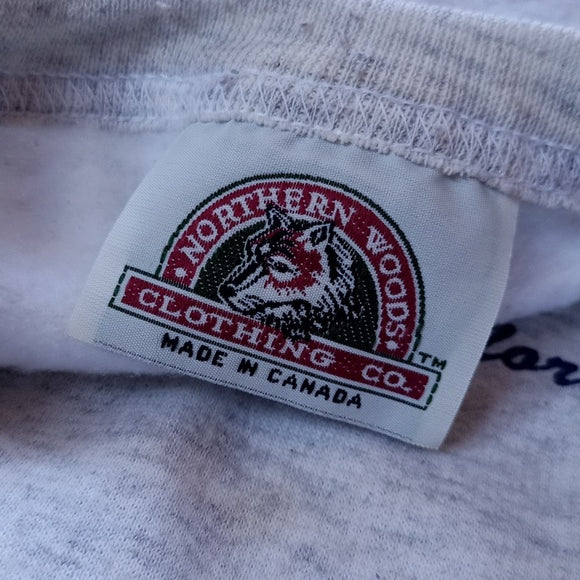 • NORTHERN WOODS •
CLOTHING CO. ™
MADE IN CANADA